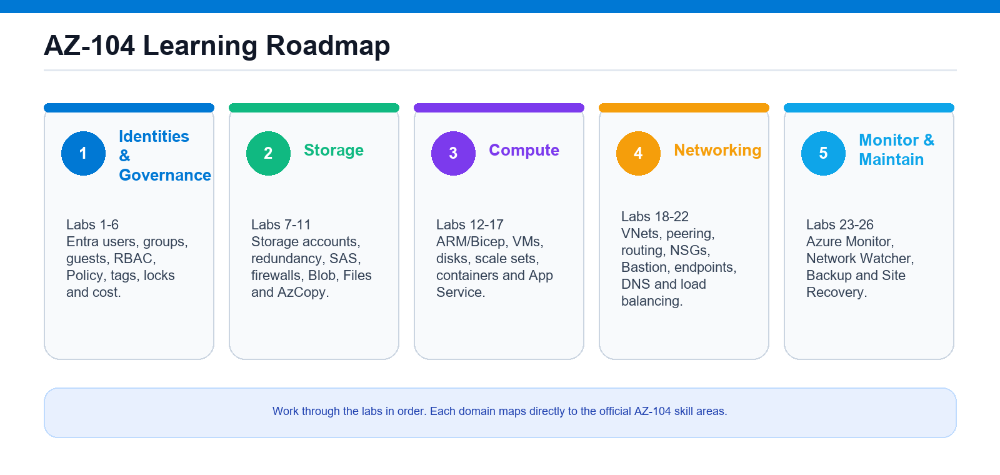 AZ-104 Learning Roadmap
1
Identities
&
Governance
Labs 1-6
Entra users, groups,
guests, RBAC,
Policy, tags, locks
and cost.
2
Storage
Labs 7-11
Storage accounts,
redundancy, SAS,
firewalls, Blob, Files
and AzCopy.
3
Compute
Labs 12-17
ARM/Bicep, VMs,
disks, scale sets,
containers and App
Service.
4
Networking
Labs 18-22
VNets, peering,
routing, NSGs,
Bastion, endpoints,
DNS and load
balancing.
5
Monitor &
Maintain
Labs 23-26
Azure Monitor,
Network Watcher,
Backup and Site
Recovery.
Work through the labs in order. Each domain maps directly to the official AZ-104 skill areas.